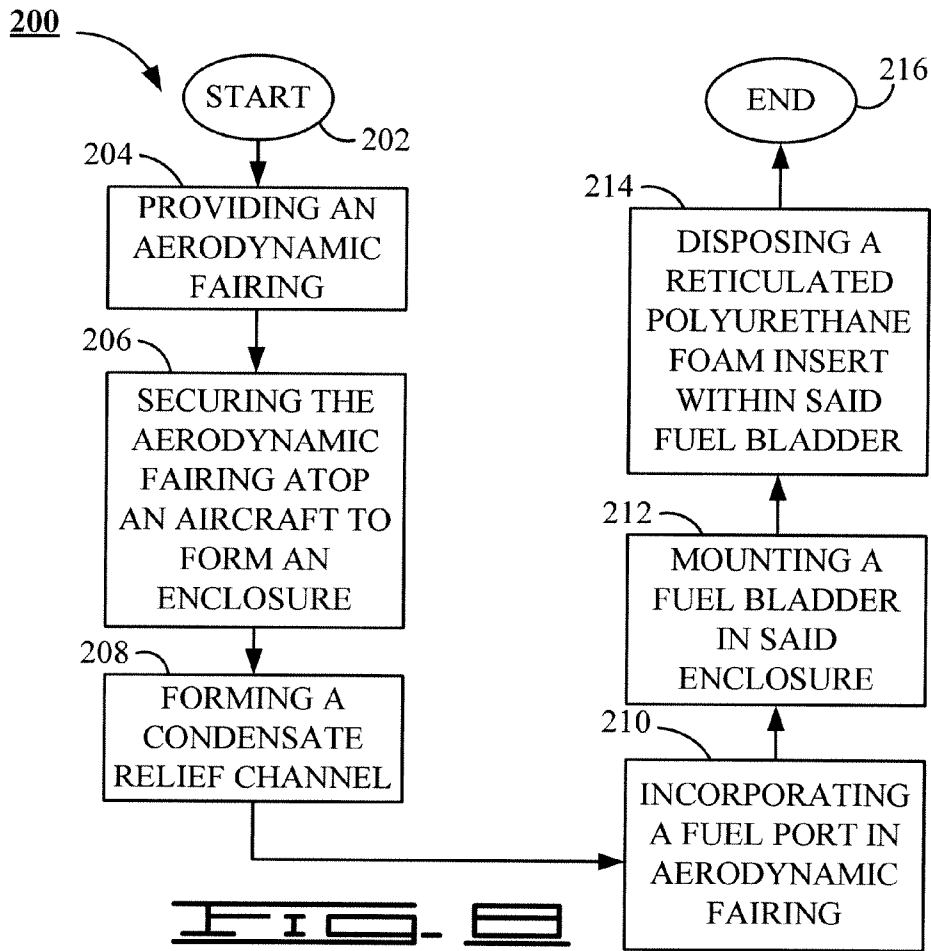 200
START
202
204
PROVIDING AN
AERODYNAMIC
FAIRING
206
SECURING THE
AERODYNAMIC
FAIRING ATOP
AN AIRCRAFT TO
FORM AN
ENCLOSURE
208
FORMING A
CONDENSATE
RELIEF CHANNEL
210
INCORPORATING
A FUEL PORT IN
AERODYNAMIC
FAIRING
212
MOUNTING A
FUEL BLADDER
IN SAID
ENCLOSURE
214
DISPOSING A
RETICULATED
POLYURETHANE
FOAM INSERT
WITHIN SAID
FUEL BLADDER
END
216
FIG_8